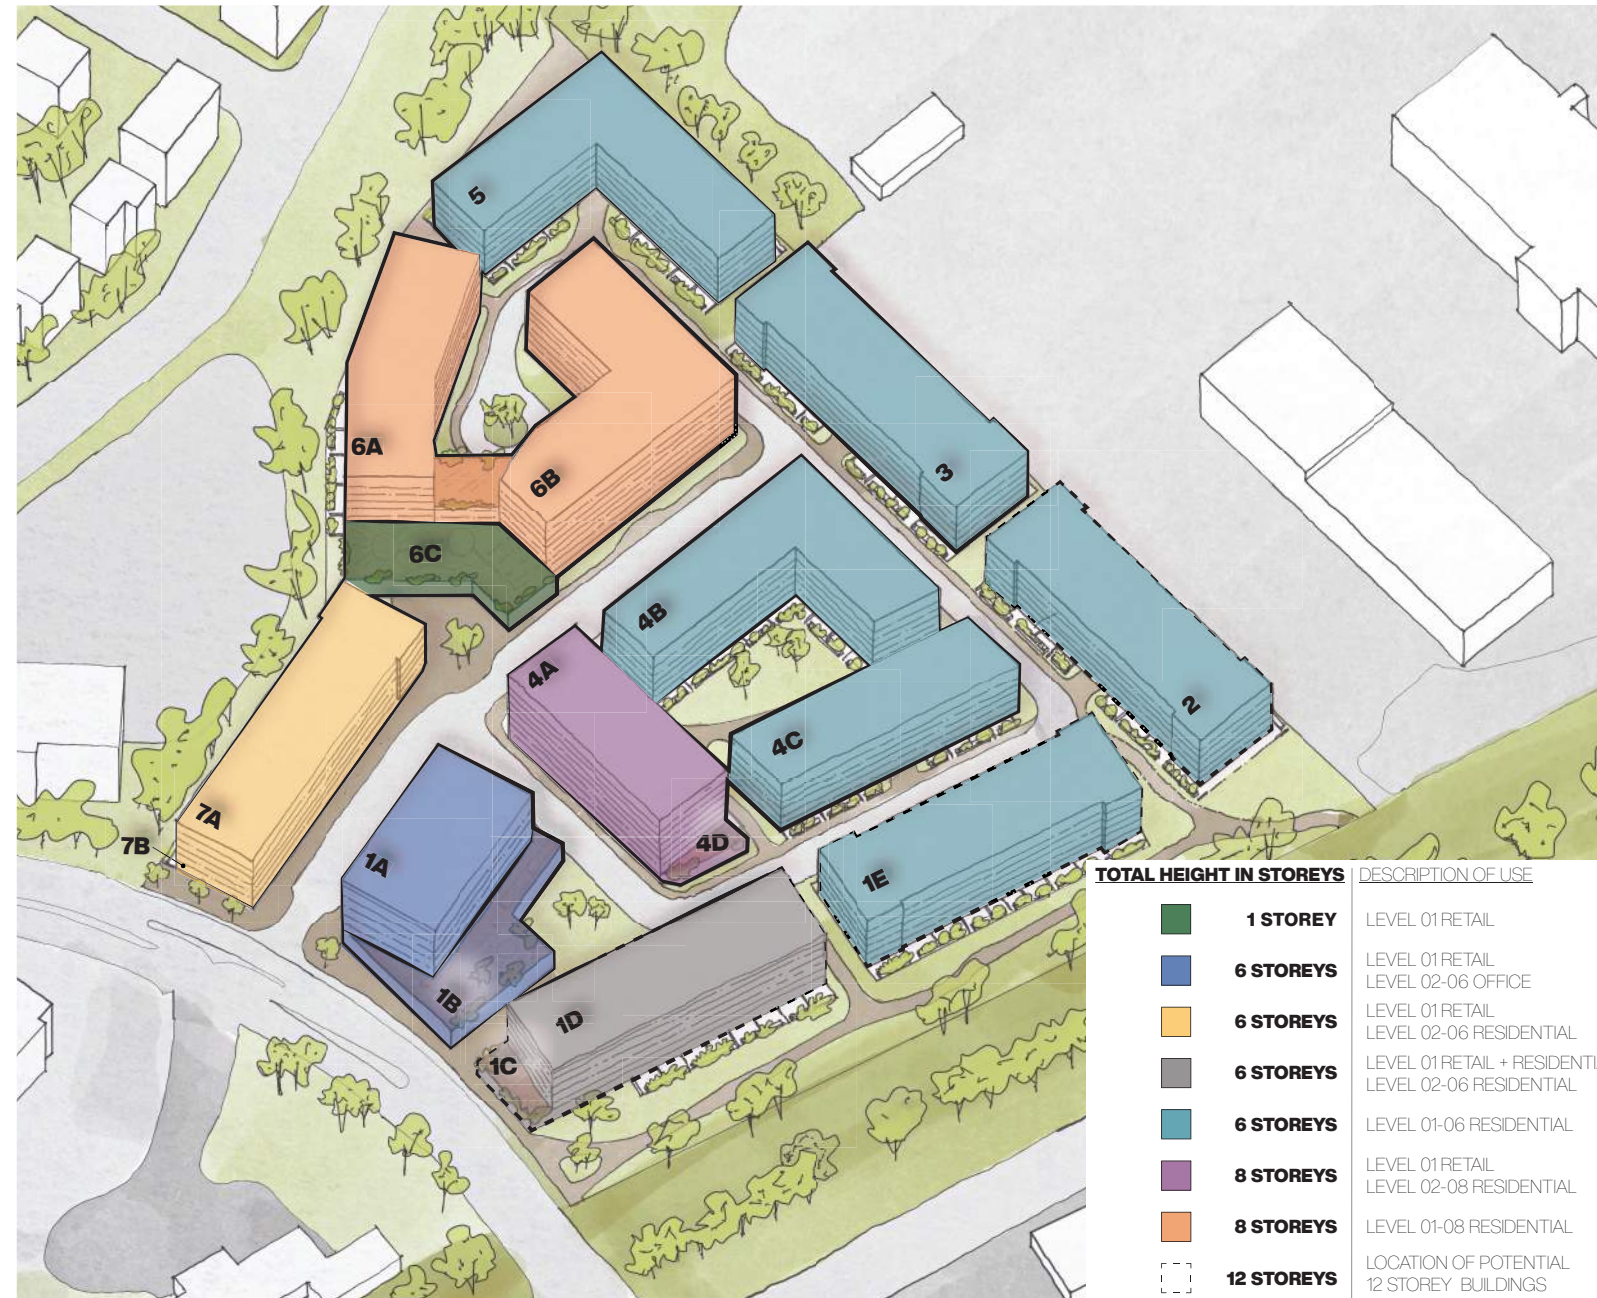 5
6A
6B
3
6C
4B
4A
2
4C
7A
7B
4D
1A
1E
1B
1D
1C
TOTAL HEIGHT IN STOREYS DESCRIPTION OF USE
1 STOREY LEVEL 01 RETAIL
6 STOREYS LEVEL 01 RETAIL
LEVEL 02-06 OFFICE
6 STOREYS LEVEL 01 RETAIL
LEVEL 02-06 RESIDENTIAL
6 STOREYS LEVEL 01 RETAIL + RESIDENTI
LEVEL 02-06 RESIDENTIAL
6 STOREYS LEVEL 01-06 RESIDENTIAL
8 STOREYS LEVEL 01 RETAIL
LEVEL 02-08 RESIDENTIAL
8 STOREYS LEVEL 01-08 RESIDENTIAL
12 STOREYS LOCATION OF POTENTIAL
12 STOREY BUILDINGS